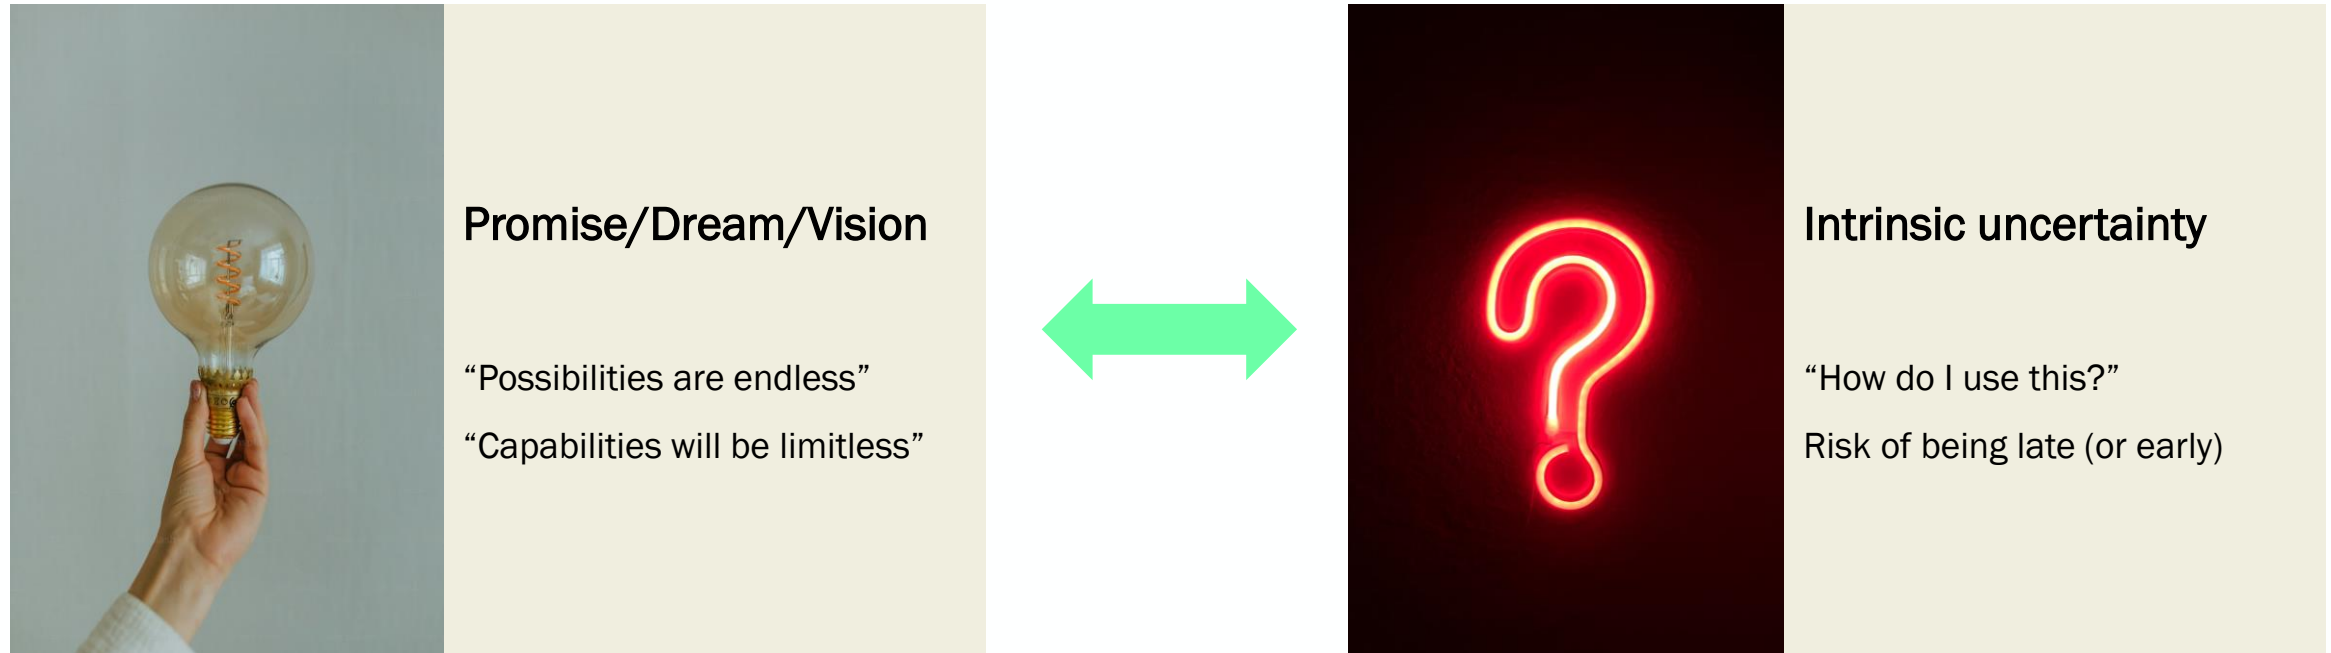 Promise/Dream/Vision
“Possibilities are endless”
“Capabilities will be limitless”
Intrinsic uncertainty
“How do I use this?”
Risk of being late (or early)